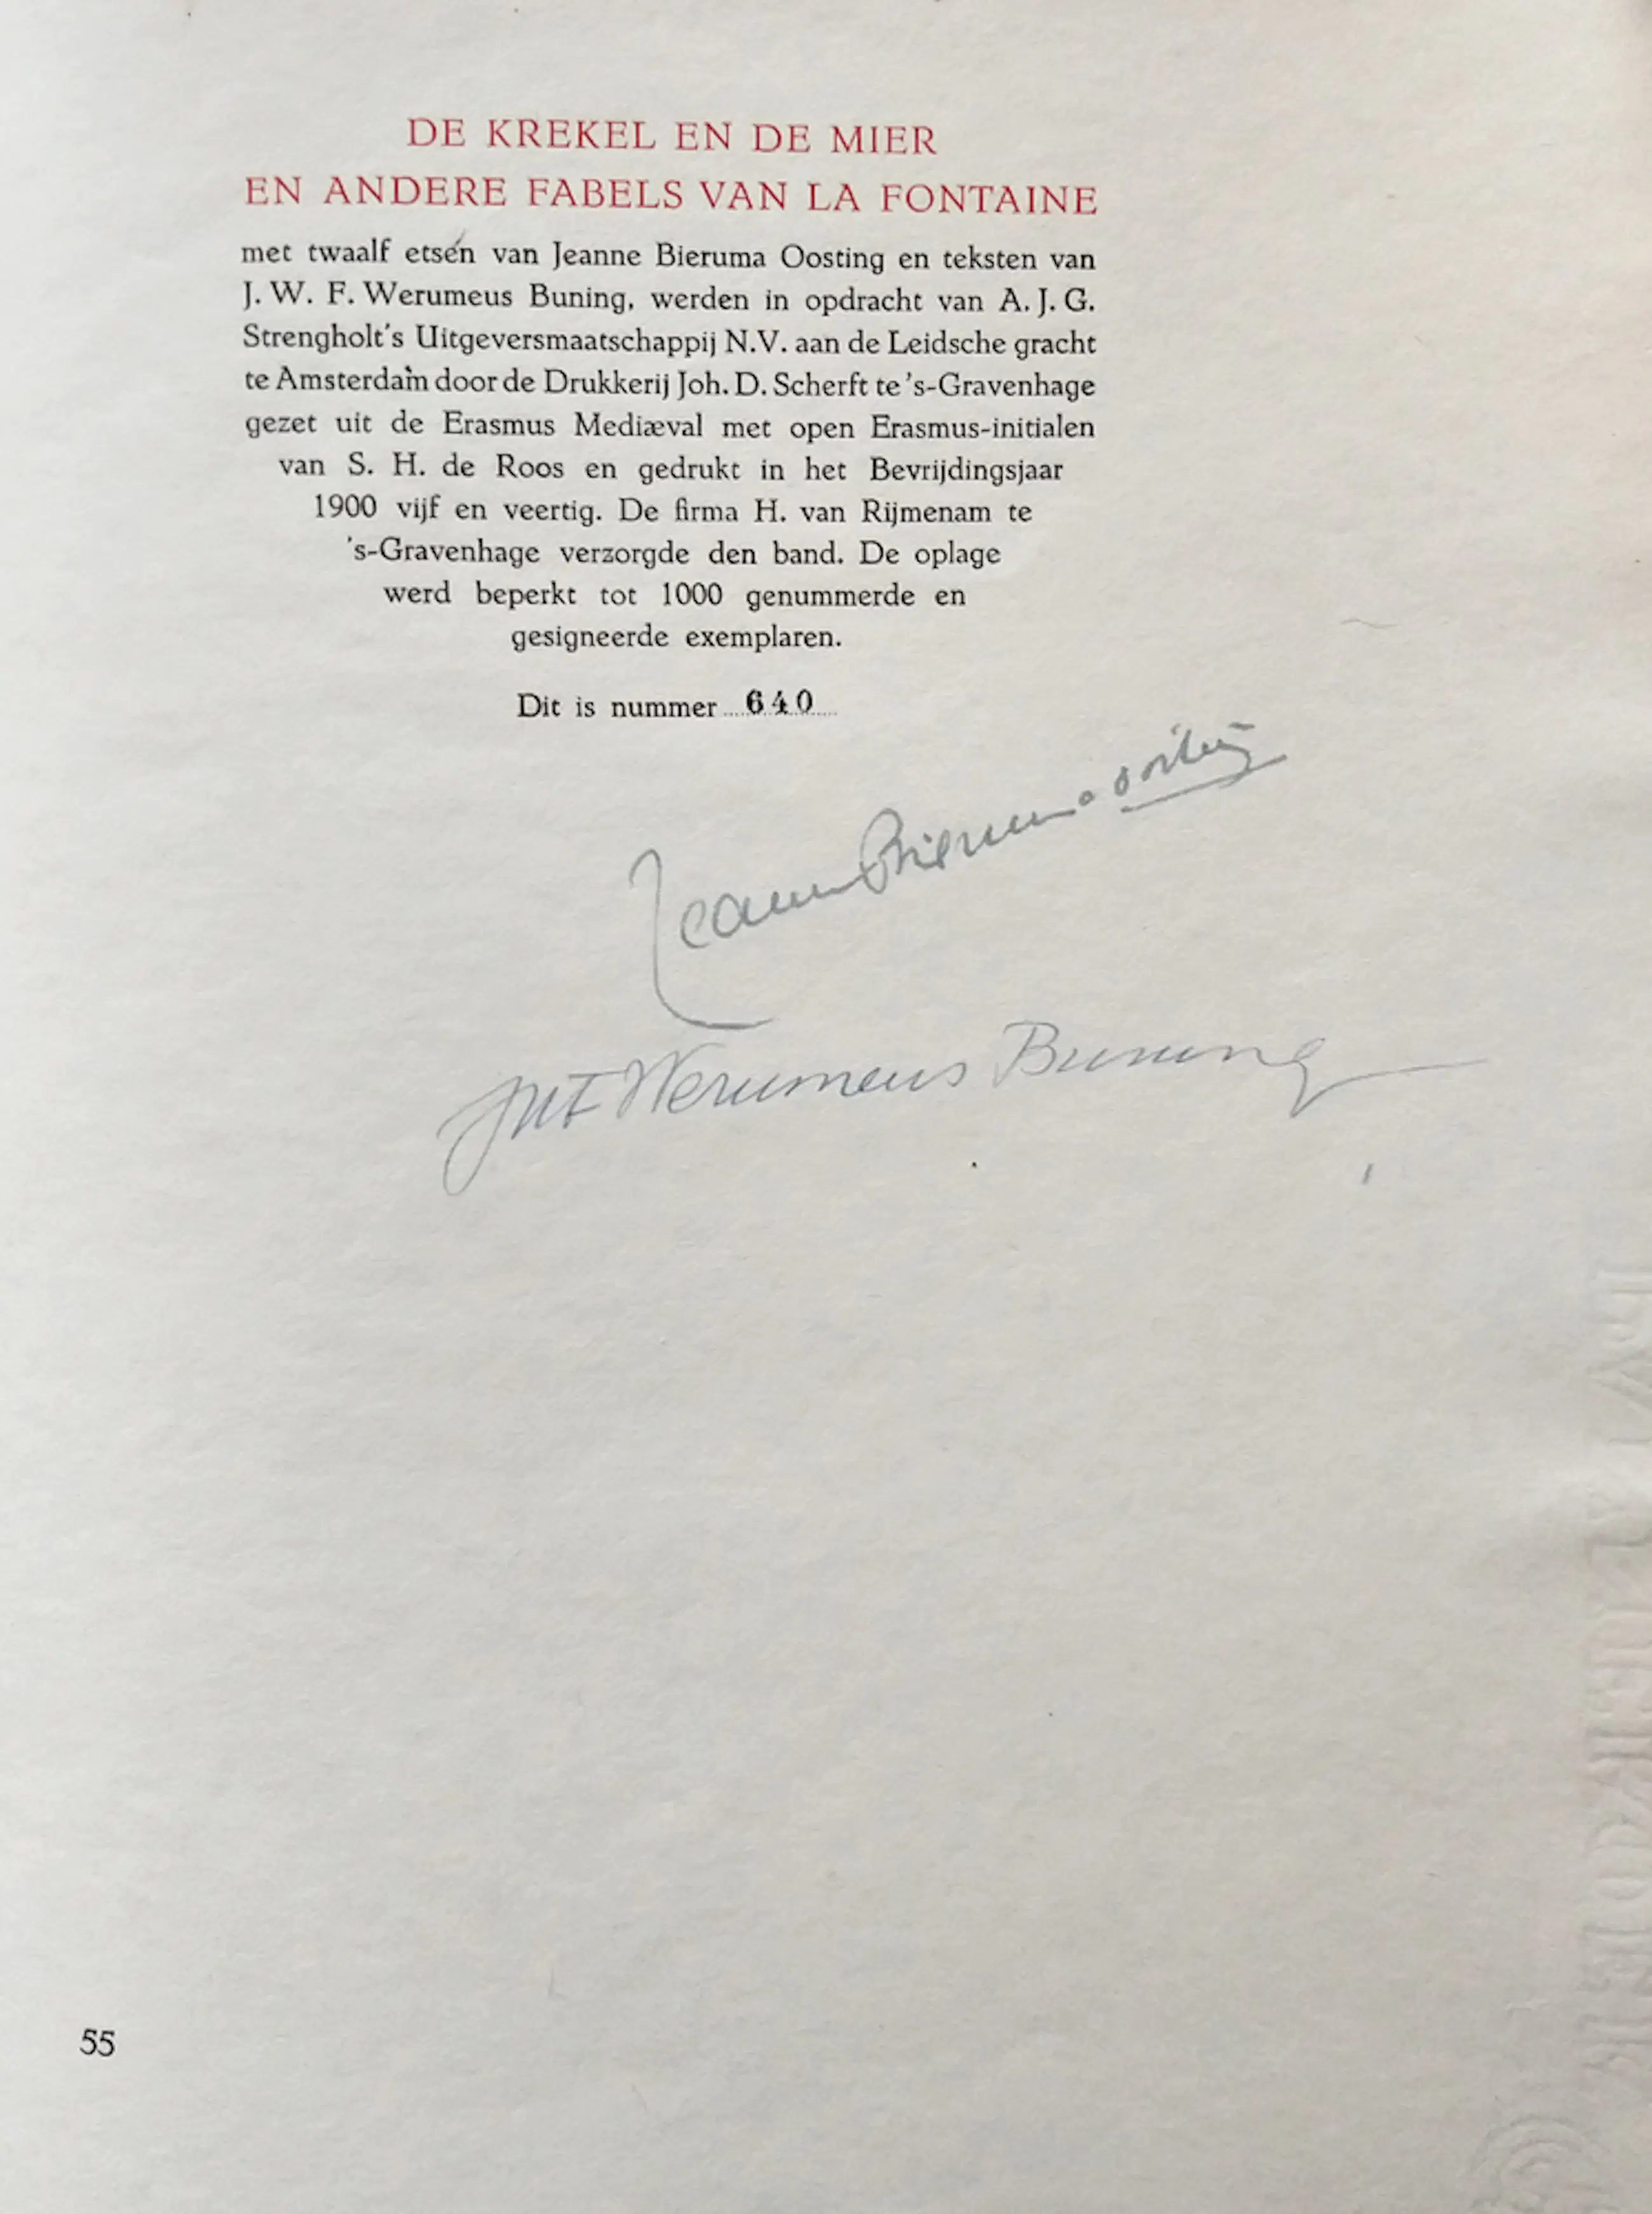 DE KREKEL EN DE MIER
EN ANDERE FABELS VAN LA FONTAINE
met twaalf etsen van Jeanne Bieruma Oosting en teksten van
J. W. F. Werumeus Buning, werden in opdracht van A. J. G.
Strengholt's Uitgeversmaatschappij N.V. aan de Leidsche gracht
te Amsterdam door de Drukkerij Joh. D. Scherft te 's-Gravenhage
gezet uit de Erasmus Mediæval met open Erasmus-initialen
van S. H. de Roos en gedrukt in het Bevrijdingsjaar
1900 vijf en veertig. De firma H. van Rijmenam te
's-Gravenhage verzorgde den band. De oplage
werd beperkt tot 1000 genummerde en
gesigneerde exemplaren.
Dit is nummer 640
Jeanne Bieruma Oosting
JWF Werumeus Buning
55